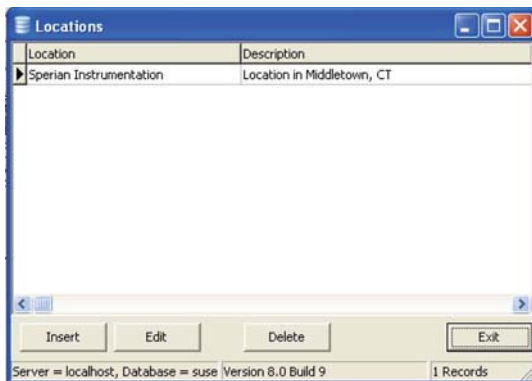 Locations
Location Description
Sperian Instrumentation Location in Middletown, CT
Insert Edit Delete Exit
Server = localhost, Database = suse Version 8.0 Build 9 1 Records